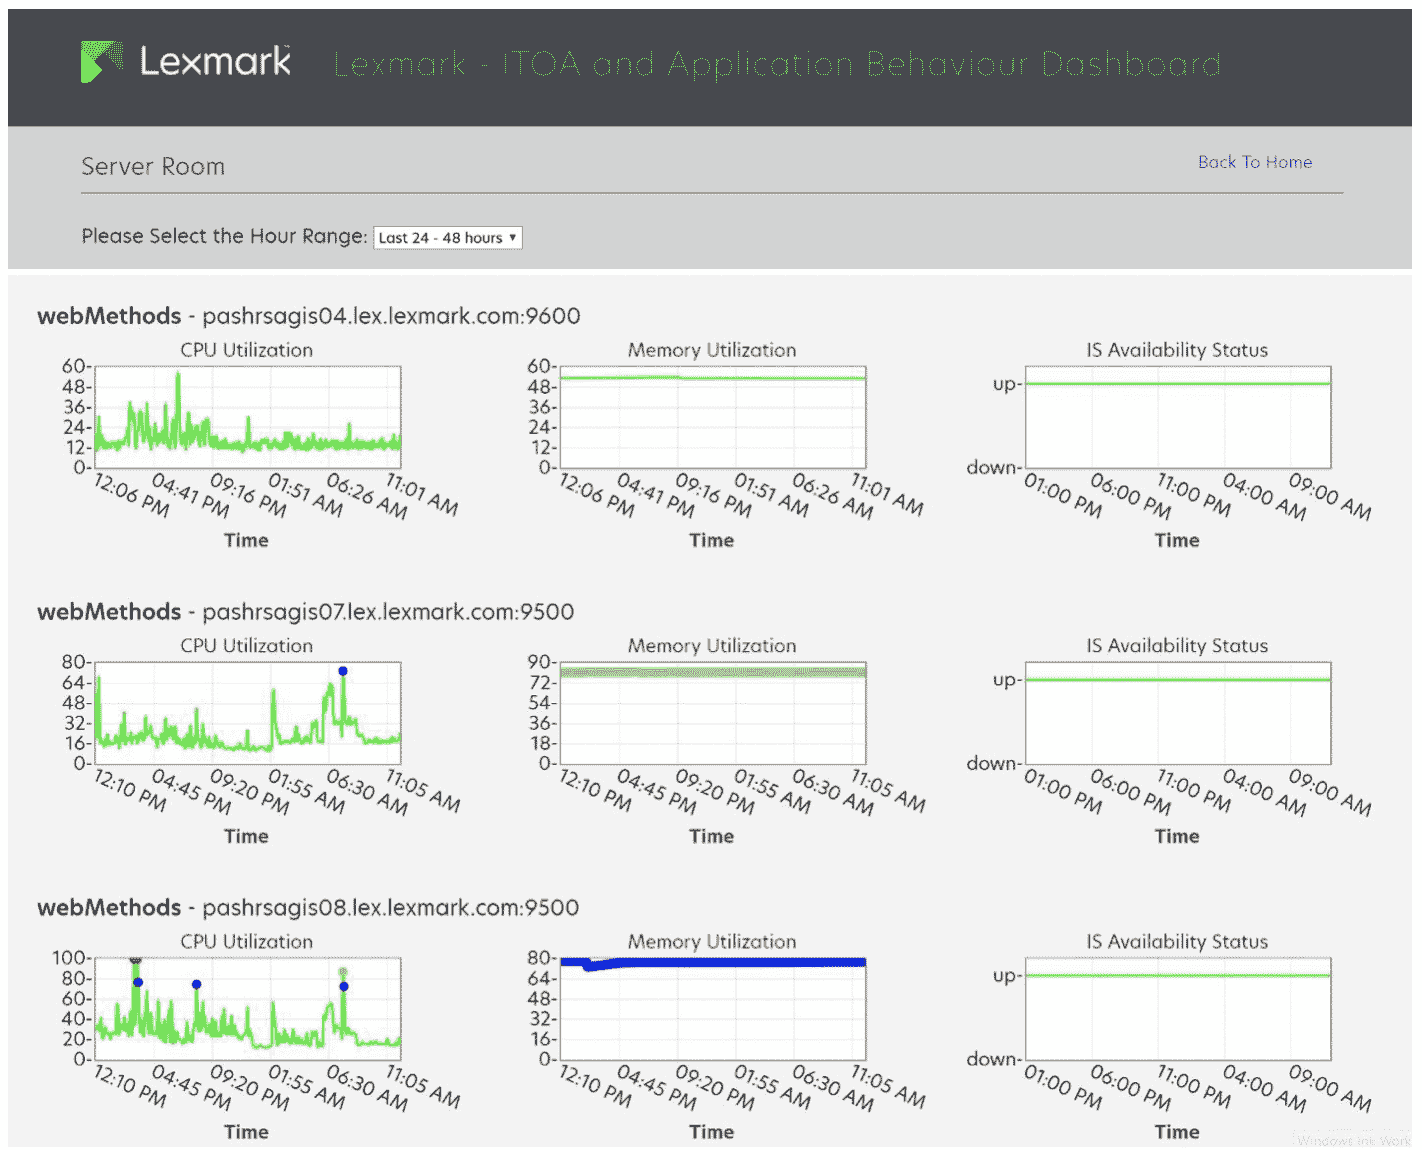 Lexmark™ Lexmark - ITOA and Application Behaviour Dashboard
Server Room
Back To Home
Please Select the Hour Range: Last 24 - 48 hours ▼
webMethods - pashrsagis04.lex.lexmark.com:9600
CPU Utilization
60-
48-
36-
24-
12-
0-
12:06 PM 04:41 PM 09:16 PM 01:51 AM 06:26 AM 11:01 AM
Time
Memory Utilization
60-
48-
36-
24-
12-
0-
12:06 PM 04:41 PM 09:16 PM 01:51 AM 06:26 AM 11:01 AM
Time
IS Availability Status
up-
down-
01:00 PM 06:00 PM 11:00 PM 04:00 AM 09:00 AM
Time
webMethods - pashrsagis07.lex.lexmark.com:9500
CPU Utilization
80-
64-
48-
32-
16-
0-
12:10 PM 04:45 PM 09:20 PM 01:55 AM 06:30 AM 11:05 AM
Time
Memory Utilization
90-
72-
54-
36-
18-
0-
12:10 PM 04:45 PM 09:20 PM 01:55 AM 06:30 AM 11:05 AM
Time
IS Availability Status
up-
down-
01:00 PM 06:00 PM 11:00 PM 04:00 AM 09:00 AM
Time
webMethods - pashrsagis08.lex.lexmark.com:9500
CPU Utilization
100-
80-
60-
40-
20-
0-
12:10 PM 04:45 PM 09:20 PM 01:55 AM 06:30 AM 11:05 AM
Time
Memory Utilization
80-
64-
48-
32-
16-
0-
12:10 PM 04:45 PM 09:20 PM 01:55 AM 06:30 AM 11:05 AM
Time
IS Availability Status
up-
down-
01:00 PM 06:00 PM 11:00 PM 04:00 AM 09:00 AM
Time
Windows Ink Work